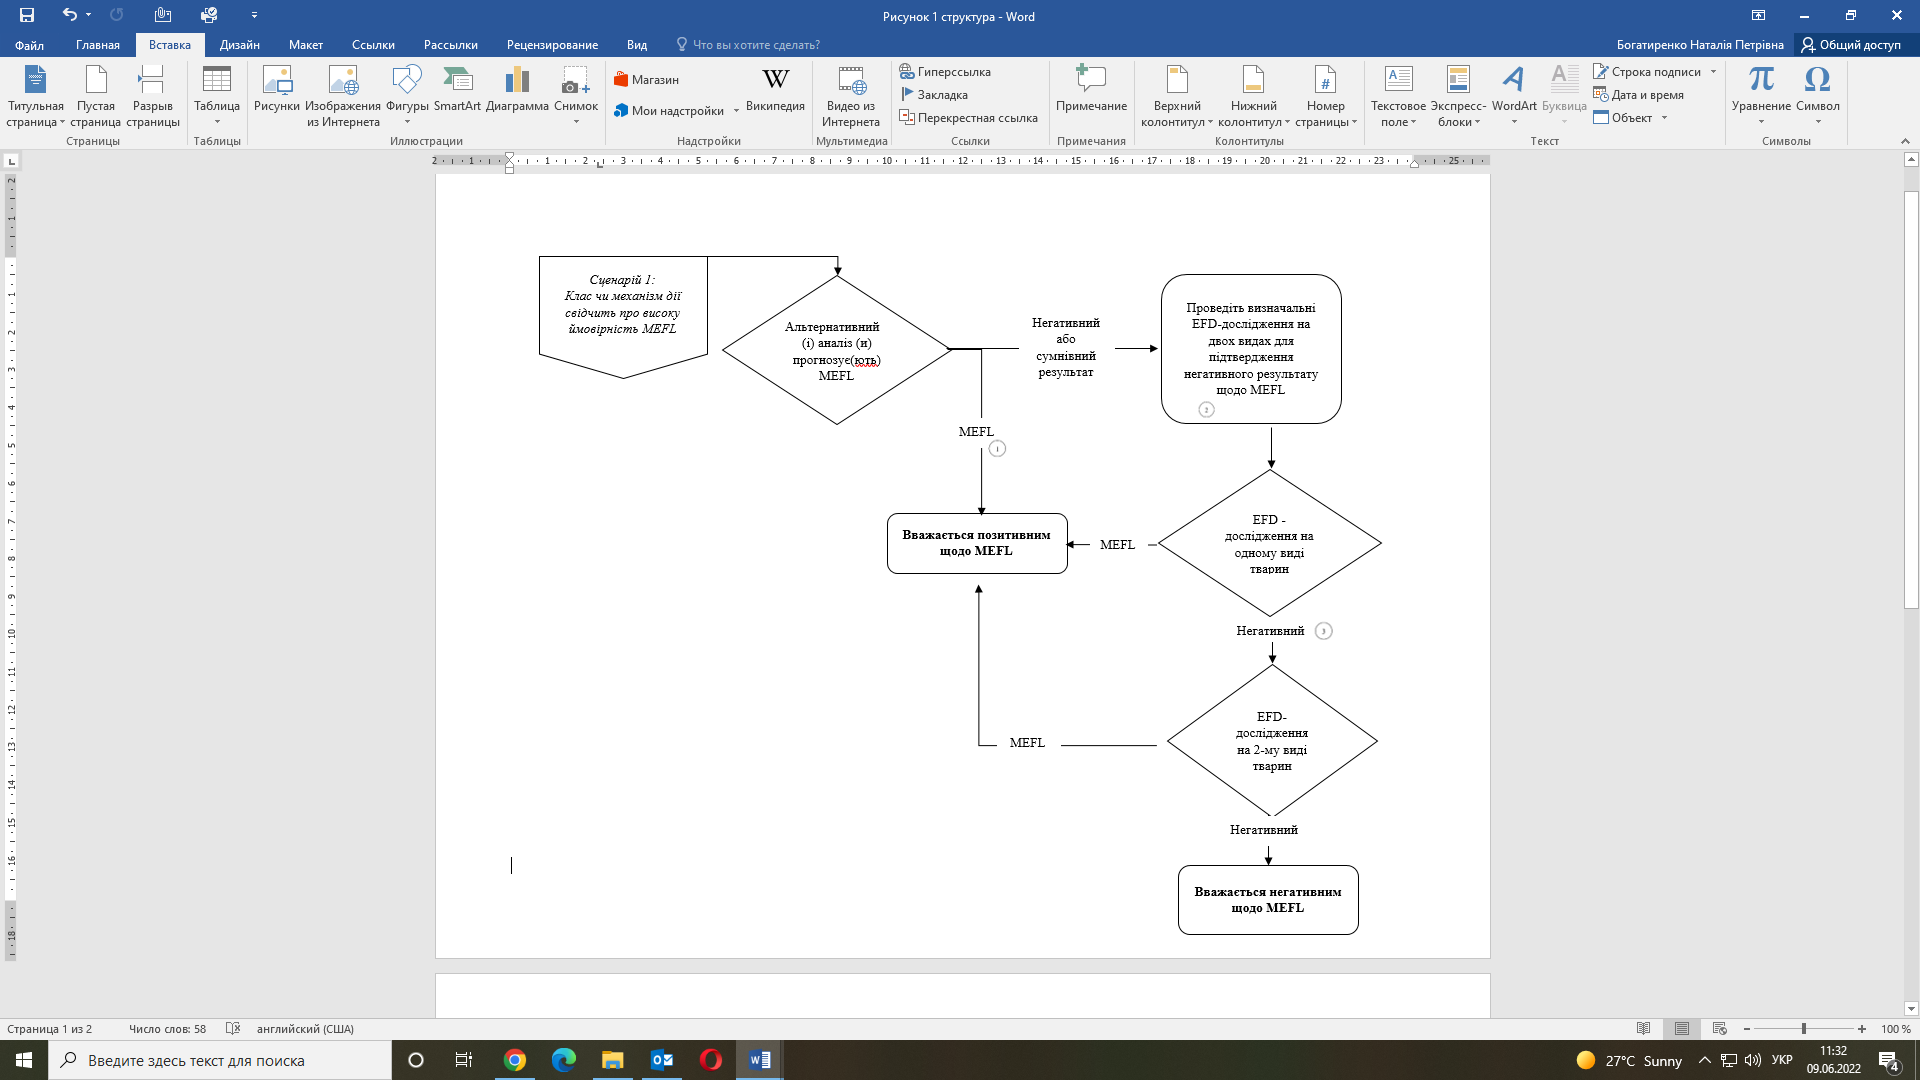 Рисунок 1 структура - Word
Файл
Главная
Вставка
Дизайн
Макет
Ссылки
Рассылки
Рецензирование
Вид
Что вы хотите сделать?
Богатиренко Наталія Петрівна
Общий доступ
Титульная страница
Пустая страница
Разрыв страницы
Таблица
Рисунки
Изображения из Интернета
Фигуры
SmartArt
Диаграмма
Снимок
Магазин
Мои надстройки
Википедия
Видео из Интернета
Гиперссылка
Закладка
Перекрестная ссылка
Примечание
Верхний колонтитул
Нижний колонтитул
Номер страницы
Текстовое поле
Экспресс-блоки
WordArt
Буквица
Строка подписи
Дата и время
Объект
Уравнение
Символ
Страницы
Таблицы
Иллюстрации
Надстройки
Мультимедиа
Ссылки
Примечания
Колонтитулы
Текст
Символы
Сценарій 1:
Клас чи механізм дії
свідчить про високу
ймовірність MEFL
Альтернативний
(і) аналіз (и)
прогнозує(ють)
MEFL
Негативний
або
сумнівний
результат
Проведіть визначальні
EFD-дослідження на
двох видах для
підтвердження
негативного результату
щодо MEFL
2
MEFL
1
Вважається позитивним
щодо MEFL
MEFL
EFD -
дослідження на
одному виді
тварин
Негативний
3
MEFL
EFD-
дослідження
на 2-му виді
тварин
Негативний
Вважається негативним
щодо MEFL
Страница 1 из 2
Число слов: 58
английский (США)
100 %
Введите здесь текст для поиска
27°C Sunny
УКР
11:32
09.06.2022
4